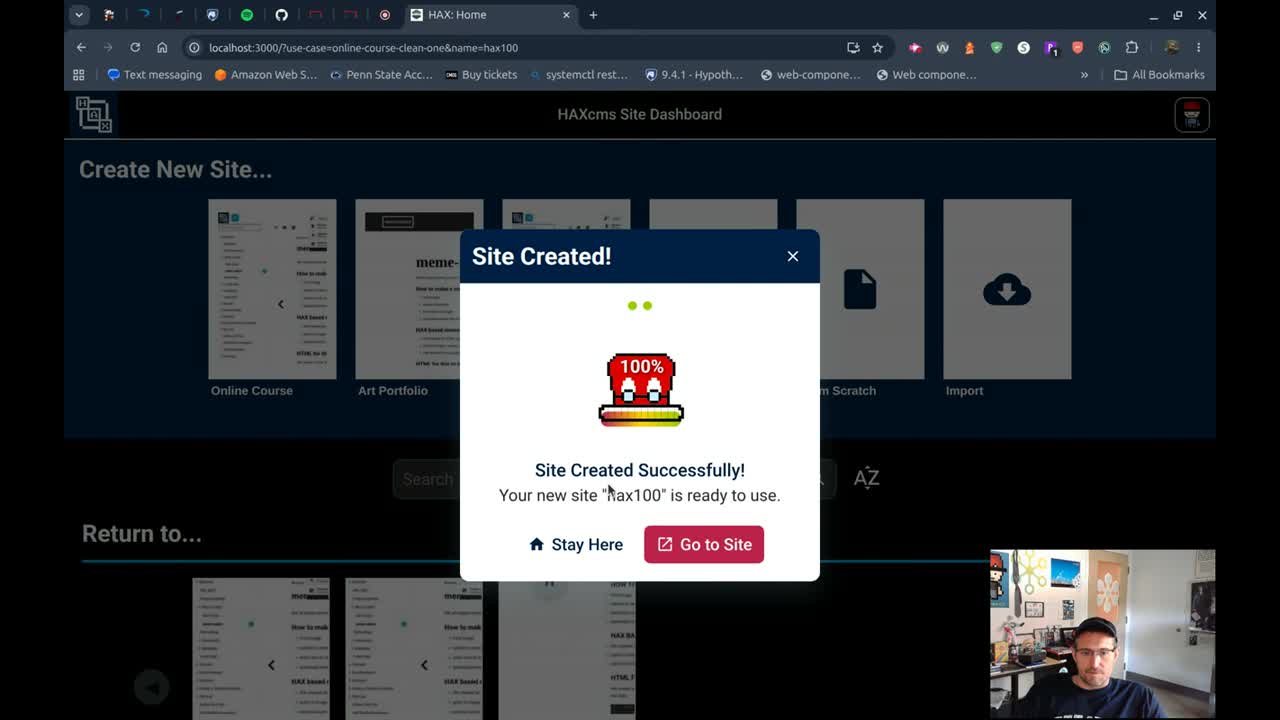 HAX: Home
localhost:3000/?use-case=online-course-clean-one&name=hax100
Text messaging
Amazon Web S...
Penn State Acc...
Buy tickets
systemctl rest...
9.4.1 - Hypoth...
web-compone...
Web compone...
All Bookmarks
HAXcms Site Dashboard
Create New Site...
Site Created!
100%
Site Created Successfully!
Your new site "hax100" is ready to use.
Stay Here
Go to Site
Online Course
Art Portfolio
m Scratch
Import
Search
AZ
Return to...